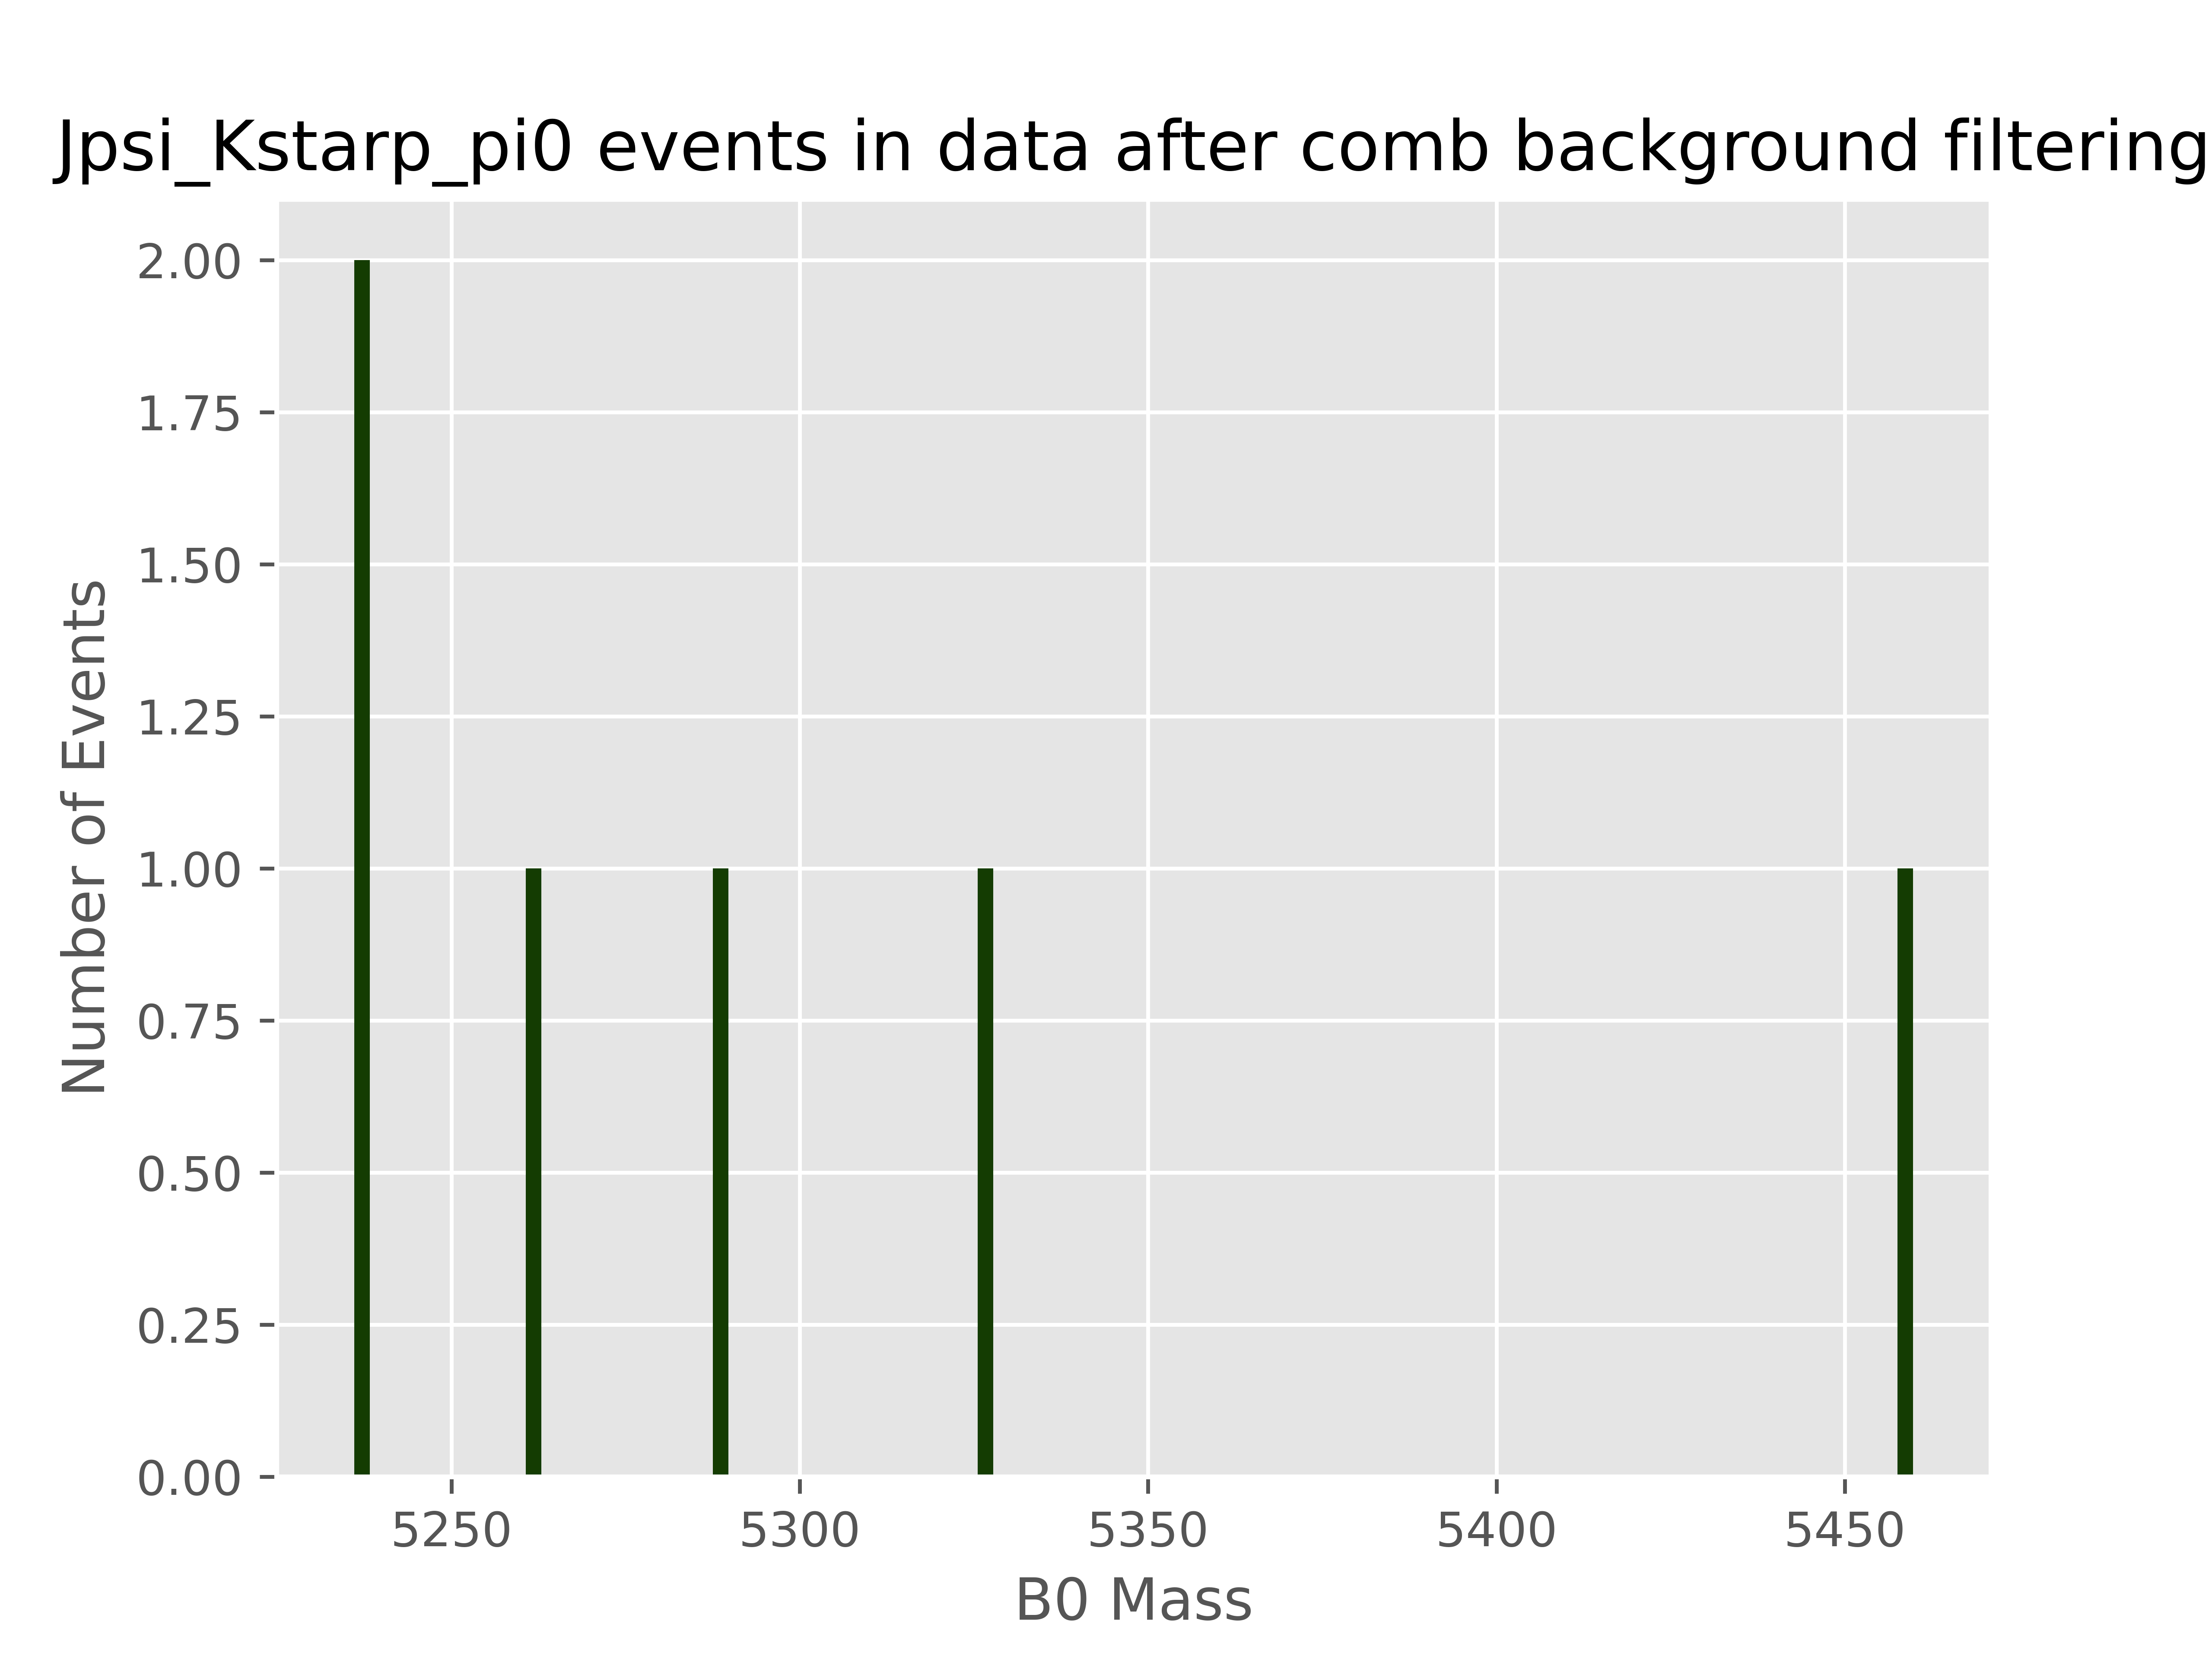 Jpsi_Kstarp_pi0 events in data after comb background filtering
2.00
1.75
1.50
1.25
1.00
0.75
0.50
0.25
0.00
Number of Events
5250 5300 5350 5400 5450
B0 Mass